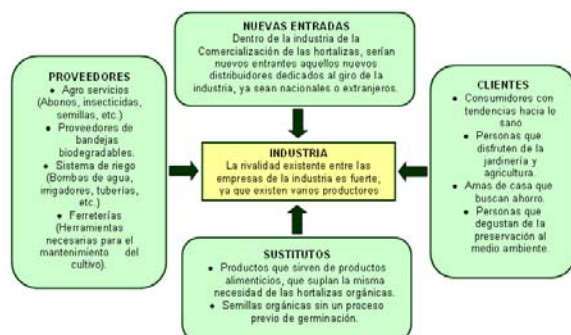 NUEVAS ENTRADAS
Dentro de la industria de la
Comercialización de las hortalizas, serían
nuevos entrantes aquellos nuevos
distribuidores dedicados al giro de la
industria, ya sean nacionales o extranjeros.
PROVEEDORES
• Agro servicios
(Abonos, insecticidas,
semillas, etc.)
• Proveedores de
bandejas
biodegradables.
• Sistema de riego
(Bombas de agua,
irrigadores, tuberías,
etc.)
• Ferreterías
(Herramientas
necesarias para el
mantenimiento del
cultivo).
INDUSTRIA
La rivalidad existente entre las
empresas de la industria es fuerte,
ya que existen varios productores
CLIENTES
• Consumidores con
tendencias hacia lo
sano
• Personas que
disfruten de la
jardinería y
agricultura.
• Amas de casa que
buscan ahorro.
• Personas que
degustan de la
preservación al
medio ambiente.
SUSTITUTOS
• Productos que sirven de productos
alimenticios, que suplan la misma
necesidad de las hortalizas orgánicas.
• Semillas orgánicas sin un proceso
previo de germinación.